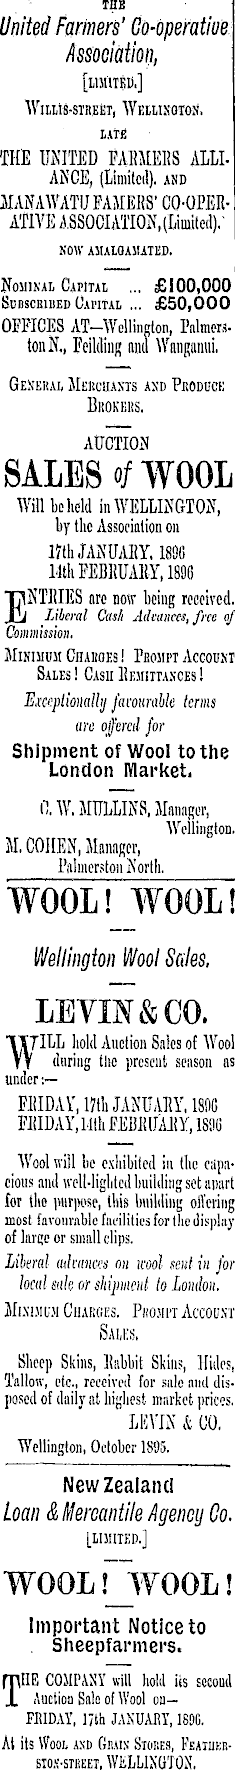 THE
United Farmers' Co-operative
Association,
[LIMITED.]
WILLIS-STREET, WELLINGTON.
LATE
THE UNITED FARMERS ALLI-
ANCE, (Limited). AND
MANAWATU FAMERS' CO-OPER-
ATIVE ASSOCIATION, (Limited).
NOW AMALGAMATED.
NOMINAL CAPITAL ... £100,000
SUBSCRIBED CAPITAL ... £50,000
OFFICES AT—Wellington, Palmers-
ton N., Feilding and Wanganui.
GENERAL MERCHANTS AND PRODUCE
BROKERS.
AUCTION
SALES of WOOL
Will be held in WELLINGTON,
by the Association on
17th JANUARY, 1896
14th FEBRUARY, 1896
ENTRIES are now being received.
Liberal Cash Advances, free of
Commission.
MINIMUM CHARGES! PROMPT ACCOUNT
SALES! CASH REMITTANCES!
Exceptionally favourable terms
are offered for
Shipment of Wool to the
London Market.
C. W. MULLINS, Manager,
Wellington.
M. COHEN, Manager,
Palmerston North.
WOOL! WOOL!
Wellington Wool Sales.
LEVIN & CO.
WILL hold Auction Sales of Wool
during the present season as
under:—
FRIDAY, 17th JANUARY, 1896
FRIDAY, 14th FEBRUARY, 1896
Wool will be exhibited in the capa-
cious and well-lighted building set apart
for the purpose, this building offering
most favourable facilities for the display
of large or small clips.
Liberal advances on wool sent in for
local sale or shipment to London.
MINIMUM CHARGES. PROMPT ACCOUNT
SALES.
Sheep Skins, Rabbit Skins, Hides,
Tallow, etc., received for sale and dis-
posed of daily at highest market prices.
LEVIN & CO.
Wellington, October 1895.
New Zealand
Loan & Mercantile Agency Co.
[LIMITED.]
WOOL! WOOL!
Important Notice to
Sheepfarmers.
THE COMPANY will hold its second
Auction Sale of Wool on—
FRIDAY, 17th JANUARY, 1896.
At its WOOL AND GRAIN STORES, FEATHER-
STON-STREET, WELLINGTON.